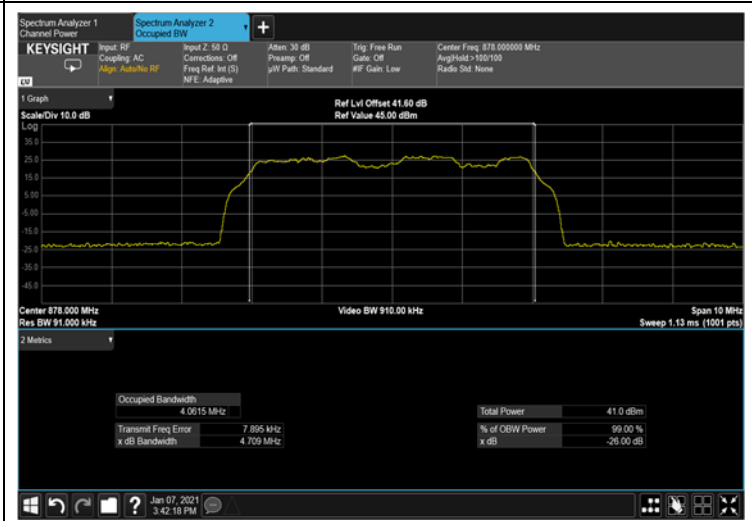 Spectrum Analyzer 1
Channel Power
Spectrum Analyzer 2
Occupied BW
+
KEYSIGHT
Input: RF
Coupling: AC
Align: Auto/No RF
Input Z: 50 Ω
Corrections: Off
Freq Ref: Int (S)
NFE: Adaptive
Atten: 30 dB
Preamp: Off
µW Path: Standard
Trig: Free Run
Gate: Off
#IF Gain: Low
Center Freq: 878.000000 MHz
Avg|Hold:>100/100
Radio Std: None
LXI
1 Graph
Scale/Div 10.0 dB
Ref Lvl Offset 41.60 dB
Ref Value 45.00 dBm
Log
35.0
25.0
15.0
5.00
-5.00
-15.0
-25.0
-35.0
-45.0
Center 878.000 MHz
Res BW 91.000 kHz
Video BW 910.00 kHz
Span 10 MHz
Sweep 1.13 ms (1001 pts)
2 Metrics
Occupied Bandwidth
4.0615 MHz
Transmit Freq Error 7.895 kHz
x dB Bandwidth 4.709 MHz
Total Power 41.0 dBm
% of OBW Power 99.00 %
x dB -26.00 dB
?
Jan 07, 2021
3:42:18 PM